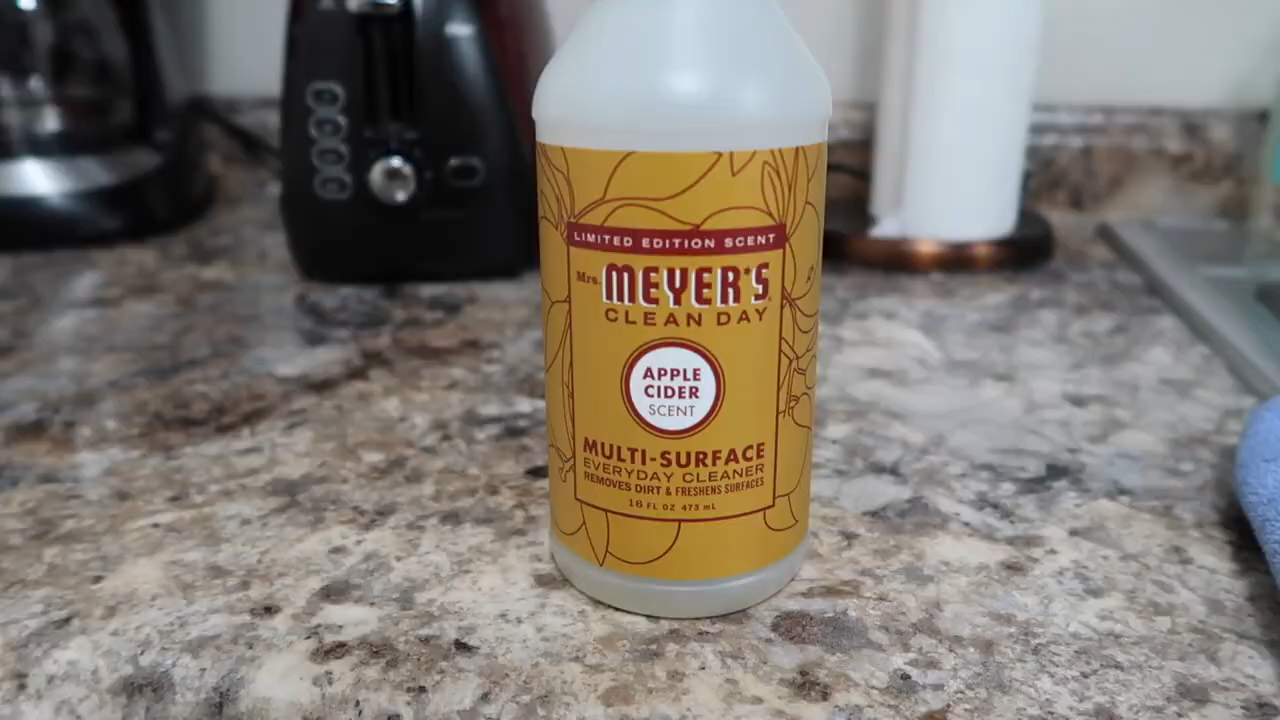 LIMITED EDITION SCENT
Mrs. MEYER'S®
CLEAN DAY
APPLE
CIDER
SCENT
MULTI-SURFACE
EVERYDAY CLEANER
REMOVES DIRT & FRESHENS SURFACES
16 FL OZ 473 mL